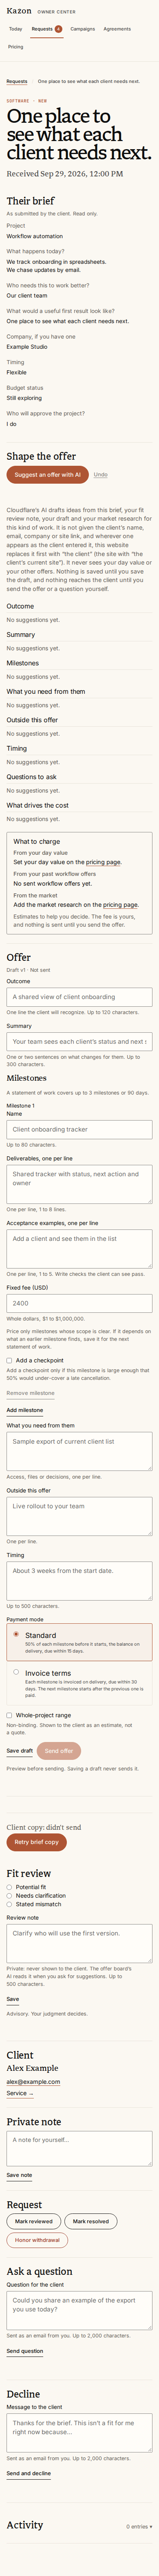 Kazon OWNER CENTER
Today Requests 4 Campaigns Agreements
Pricing
Requests One place to see what each client needs next.
SOFTWARE · NEW
One place to
see what each
client needs next.
Received Sep 29, 2026, 12:00 PM
Their brief
As submitted by the client. Read only.
Project
Workflow automation
What happens today?
We track onboarding in spreadsheets.
We chase updates by email.
Who needs this to work better?
Our client team
What would a useful first result look like?
One place to see what each client needs next.
Company, if you have one
Example Studio
Timing
Flexible
Budget status
Still exploring
Who will approve the project?
I do
Shape the offer
Suggest an offer with AI Undo
Cloudflare's AI drafts ideas from this brief, your fit
review note, your draft and your market research for
this kind of work. It is not given the client's name,
email, company or site link, and wherever one
appears in the text entered in it, this website
replaces it first with “the client” (the site with “the
client's current site”). It never sees your day value
or your other offers. Nothing is saved until you save
the draft, and nothing reaches the client until you
send the offer or a question yourself.
Outcome
No suggestions yet.
Summary
No suggestions yet.
Milestones
No suggestions yet.
What you need from them
No suggestions yet.
Outside this offer
No suggestions yet.
Timing
No suggestions yet.
Questions to ask
No suggestions yet.
What drives the cost
No suggestions yet.
What to charge
From your day value
Set your day value on the pricing page.
From your past workflow offers
No sent workflow offers yet.
From the market
Add the market research on the pricing page.
Estimates to help you decide. The fee is yours,
and nothing is sent until you send the offer.
Offer
Draft v1 · Not sent
Outcome
A shared view of client onboarding
One line the client will recognize. Up to 120 characters.
Summary
Your team sees each client's status and next s
One or two sentences on what changes for them. Up to
300 characters.
Milestones
A statement of work covers up to 3 milestones or 90 days.
Milestone 1
Name
Client onboarding tracker
Up to 80 characters.
Deliverables, one per line
Shared tracker with status, next action and
owner
One per line, 1 to 8 lines.
Acceptance examples, one per line
Add a client and see them in the list
One per line, 1 to 5. Write checks the client can see pass.
Fixed fee (USD)
2400
Whole dollars, $1 to $1,000,000.
Price only milestones whose scope is clear. If it depends on
what an earlier milestone finds, save it for the next
statement of work.
Add a checkpoint
Add a checkpoint only if this milestone is large enough that
50% would under-cover a late cancellation.
Remove milestone
Add milestone
What you need from them
Sample export of current client list
Access, files or decisions, one per line.
Outside this offer
Live rollout to your team
One per line.
Timing
About 3 weeks from the start date.
Up to 500 characters.
Payment mode
Standard
50% of each milestone before it starts, the balance on
delivery, due within 15 days.
Invoice terms
Each milestone is invoiced on delivery, due within 30
days. The next milestone starts after the previous one is
paid.
Whole-project range
Non-binding. Shown to the client as an estimate, not
a quote.
Save draft Send offer
Preview before sending. Saving a draft never sends it.
Client copy: didn't send
Retry brief copy
Fit review
Potential fit
Needs clarification
Stated mismatch
Review note
Clarify who will use the first version.
Private: never shown to the client. The offer board's
AI reads it when you ask for suggestions. Up to
500 characters.
Save
Advisory. Your judgment decides.
Client
Alex Example
alex@example.com
Service →
Private note
A note for yourself…
Save note
Request
Mark reviewed Mark resolved
Honor withdrawal
Ask a question
Question for the client
Could you share an example of the export
you use today?
Sent as an email from you. Up to 2,000 characters.
Send question
Decline
Message to the client
Thanks for the brief. This isn't a fit for me
right now because…
Sent as an email from you. Up to 2,000 characters.
Send and decline
Activity 0 entries